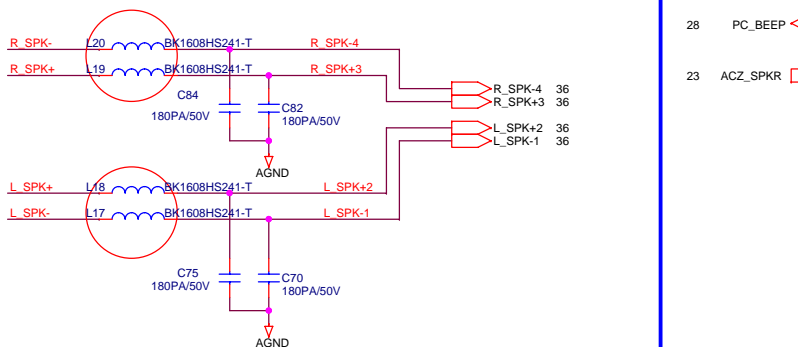 28 PC_BEEP
R_SPK- L20 BK1608HS241-T R_SPK-4
R_SPK+ L19 BK1608HS241-T R_SPK+3
23 ACZ_SPKR
R_SPK-4 36
C84
R_SPK+3 36
C82
180PA/50V
180PA/50V
L_SPK+2 36
L_SPK-1 36
AGND
L_SPK+ L18 BK1608HS241-T L_SPK+2
L_SPK- L17 BK1608HS241-T L_SPK-1
C75
C70
180PA/50V
180PA/50V
AGND